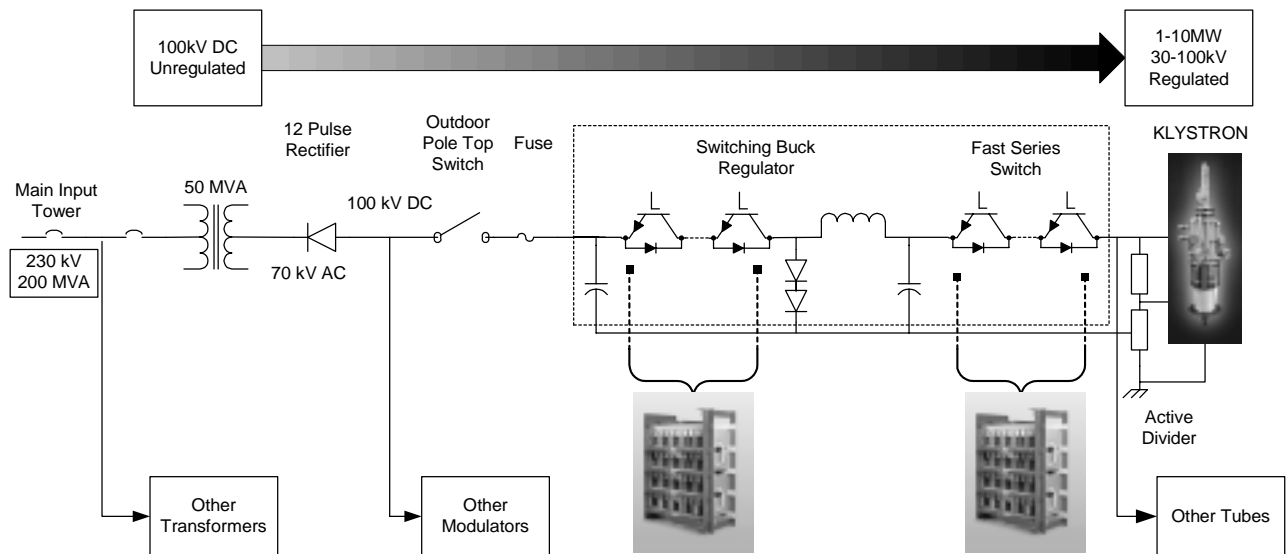 100kV DC
Unregulated
1-10MW
30-100kV
Regulated
12 Pulse
Rectifier
Outdoor
Pole Top
Switch
Fuse
Switching Buck
Regulator
Fast Series
Switch
KLYSTRON
Main Input
Tower
50 MVA
100 kV DC
230 kV
200 MVA
70 kV AC
Active
Divider
Other
Transformers
Other
Modulators
Other Tubes